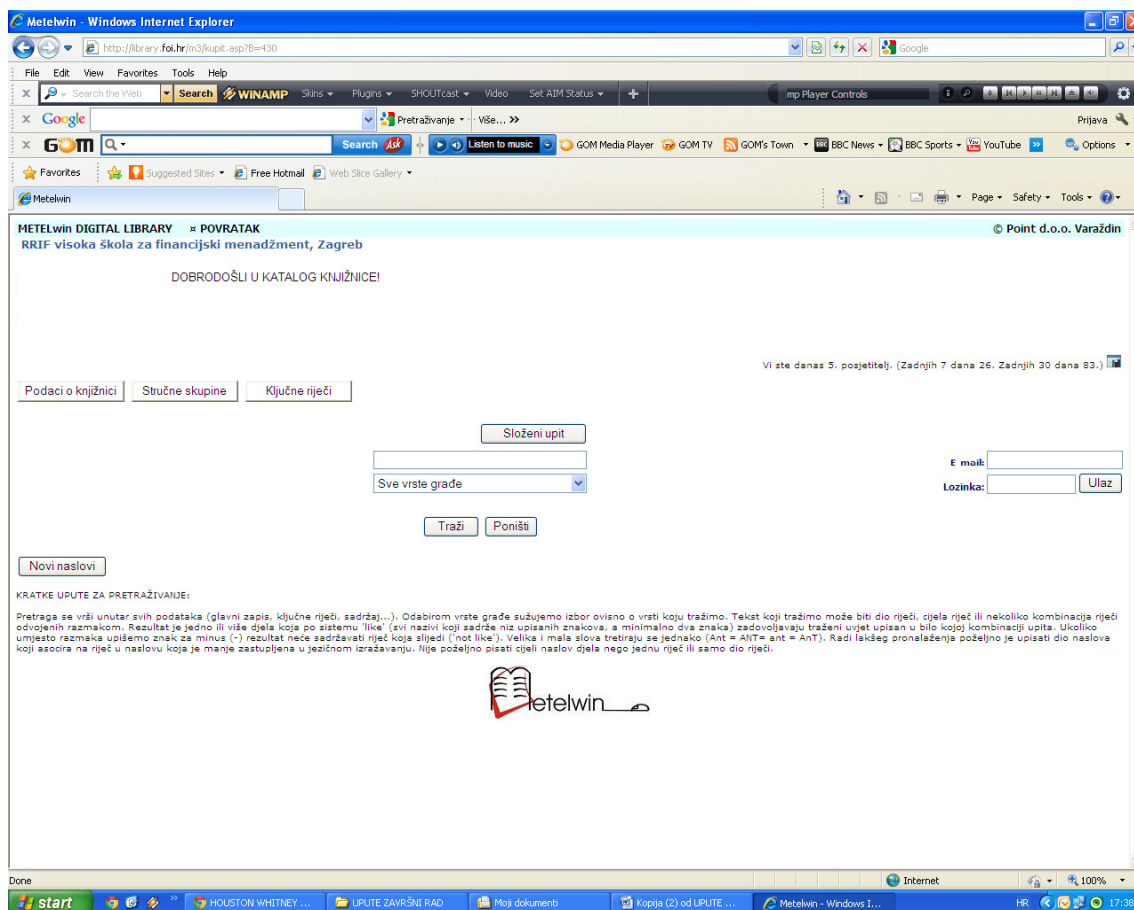 Metelwin - Windows Internet Explorer
http://library.foi.hr/m3/kupit.asp?B=430
Google
File Edit View Favorites Tools Help
X Search the Web Search WINAMP Skins Plugins SHOUTcast Video Set AIM Status + mp Player Controls
x Google Pretraživanje Više... >> Prijava
x GOM Search Ask Listen to music GOM Media Player GOM TV GOM's Town BBC News BBC Sports YouTube >> Options
Favorites Suggested Sites Free Hotmail Web Slice Gallery
Metelwin Page Safety Tools
METELwin DIGITAL LIBRARY ¤ POVRATAK © Point d.o.o. Varaždin
RRIF visoka škola za financijski menadžment, Zagreb
DOBRODOŠLI U KATALOG KNJIŽNICE!
Vi ste danas 5. posjetitelj. (Zadnjih 7 dana 26. Zadnjih 30 dana 83.)
Podaci o knjižnici Stručne skupine Ključne riječi
Složeni upit
E mail:
Sve vrste građe Lozinka: Ulaz
Traži Poništi
Novi naslovi
KRATKE UPUTE ZA PRETRAŽIVANJE:
Pretraga se vrši unutar svih podataka (glavni zapis, ključne riječi, sadržaj...). Odabirom vrste građe sužujemo izbor ovisno o vrsti koju tražimo. Tekst koji tražimo može biti dio riječi, cijela riječ ili nekoliko kombinacija riječi
odvojenih razmakom. Rezultat je jedno ili više djela koja po sistemu 'like' (svi nazivi koji sadrže niz upisanih znakova, a minimalno dva znaka) zadovoljavaju traženi uvjet upisan u bilo kojoj kombinaciji upita. Ukoliko
umjesto razmaka upišemo znak za minus (-) rezultat neće sadržavati riječ koja slijedi ('not like'). Velika i mala slova tretiraju se jednako (Ant = ANT= ant = AnT). Radi lakšeg pronalaženja poželjno je upisati dio naslova
koji asocira na riječ u naslovu koja je manje zastupljena u jezičnom izražavanju. Nije poželjno pisati cijeli naslov djela nego jednu riječ ili samo dio riječi.
Metelwin
Done Internet 100%
start HOUSTON WHITNEY ... UPUTE ZAVRŠNI RAD Moji dokumenti Kopija (2) od UPUTE ... Metelwin - Windows I... HR 17:38